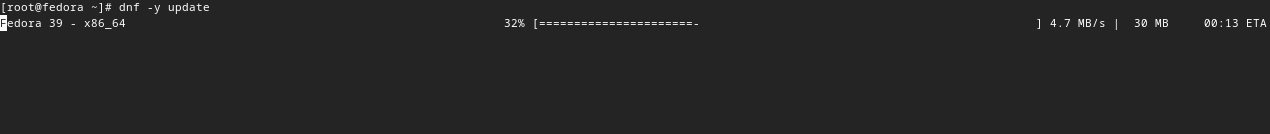 [root@fedora ~]# dnf -y update
Fedora 39 - x86_64 32% [======================- ] 4.7 MB/s | 30 MB 00:13 ETA